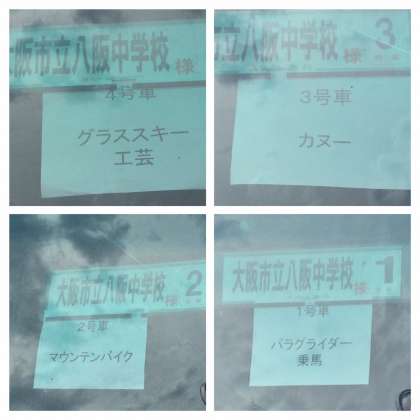 大阪市立八阪中学校 様
4号車
グラススキー
工芸
大阪市立八阪中学校 様 3
3号車
カヌー
大阪市立八阪中学校 様 2
2号車
マウンテンバイク
大阪市立八阪中学校 様 1
1号車
パラグライダー
乗馬